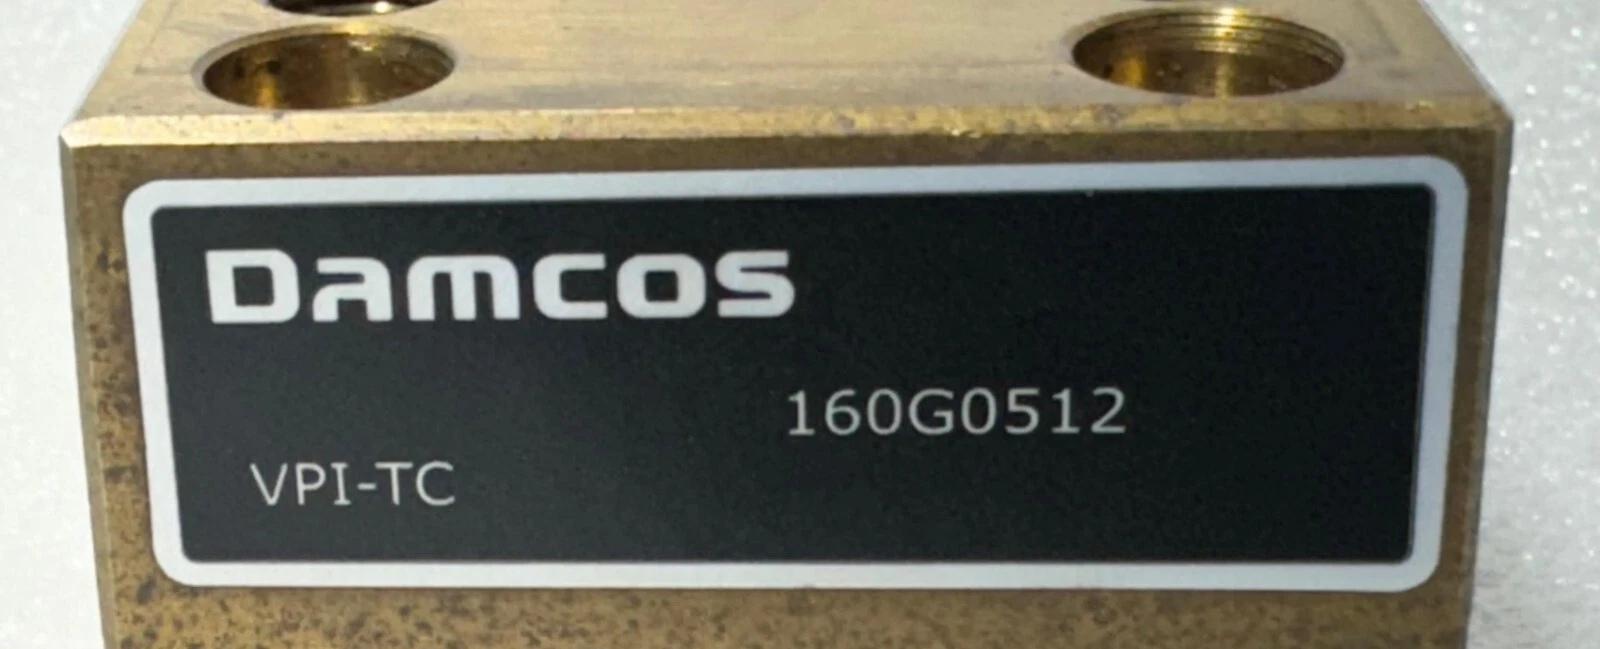 DAMCOS
160G0512
VPI-TC